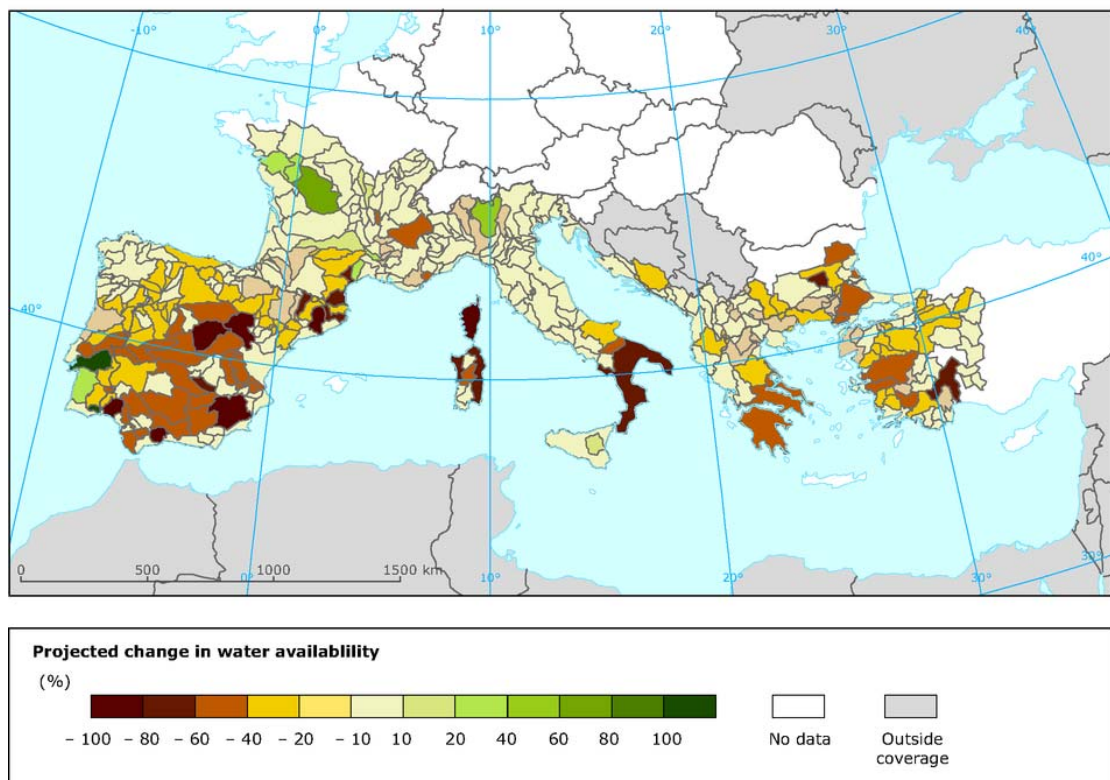 -10° 0° 10° 20° 30° 40°
40°
40°
30°
0 500 1000 1500 km
0° 10° 20° 30°
Projected change in water availablility
(%)
– 100 – 80 – 60 – 40 – 20 – 10 10 20 40 60 80 100
No data Outside
coverage